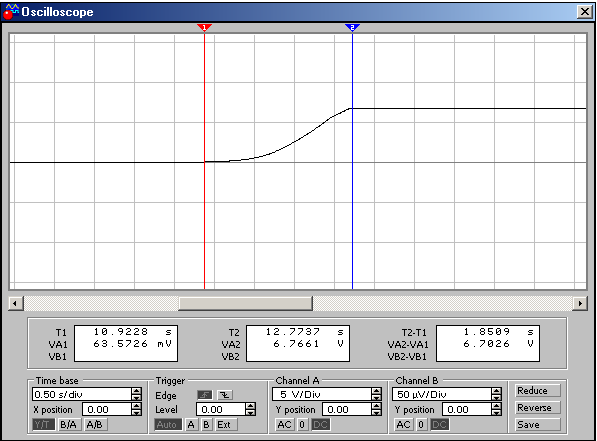 Oscilloscope
1 2
T1 10.9228 s T2 12.7737 s T2-T1 1.8509 s
VA1 63.5726 mV VA2 6.7661 V VA2-VA1 6.7026 V
VB1 VB2 VB2-VB1
Time base Trigger Channel A Channel B
0.50 s/div Edge 5 V/Div 50 µV/Div Reduce
X position 0.00 Level 0.00 Y position 0.00 Y position 0.00 Reverse
Y/T B/A A/B Auto A B Ext AC 0 DC AC 0 DC Save